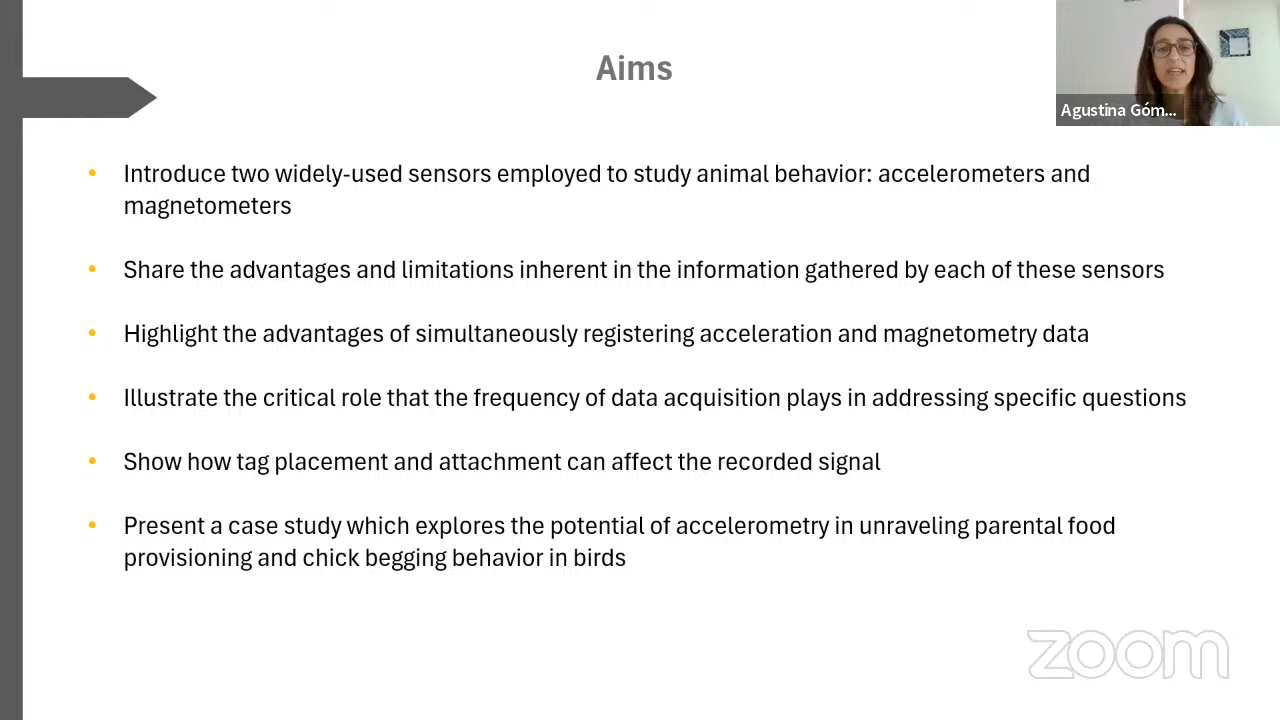 Aims
Agustina Góm...
• Introduce two widely-used sensors employed to study animal behavior: accelerometers and
magnetometers
• Share the advantages and limitations inherent in the information gathered by each of these sensors
• Highlight the advantages of simultaneously registering acceleration and magnetometry data
• Illustrate the critical role that the frequency of data acquisition plays in addressing specific questions
• Show how tag placement and attachment can affect the recorded signal
• Present a case study which explores the potential of accelerometry in unraveling parental food
provisioning and chick begging behavior in birds
zoom